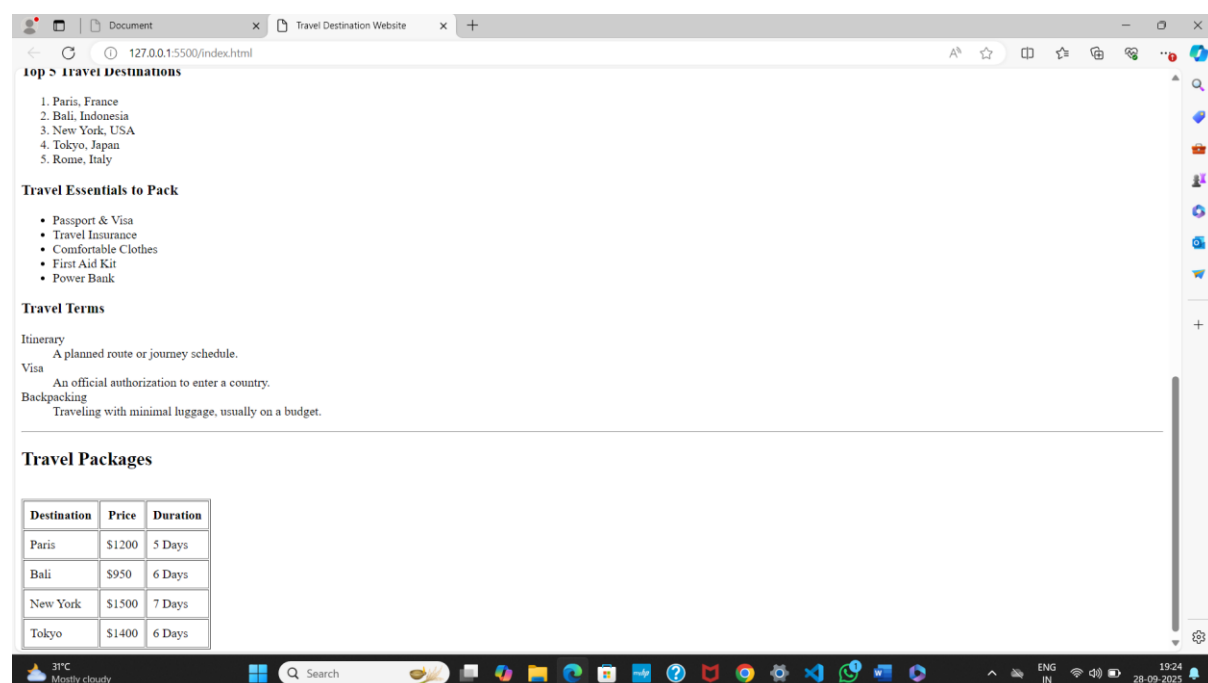 Document
Travel Destination Website
127.0.0.1:5500/index.html
Top 5 Travel Destinations
1. Paris, France
2. Bali, Indonesia
3. New York, USA
4. Tokyo, Japan
5. Rome, Italy
Travel Essentials to Pack
• Passport & Visa
• Travel Insurance
• Comfortable Clothes
• First Aid Kit
• Power Bank
Travel Terms
Itinerary
A planned route or journey schedule.
Visa
An official authorization to enter a country.
Backpacking
Traveling with minimal luggage, usually on a budget.
Travel Packages
Destination Price Duration
Paris $1200 5 Days
Bali $950 6 Days
New York $1500 7 Days
Tokyo $1400 6 Days
31°C
Mostly cloudy
Search
ENG
IN
19:24
28-09-2025